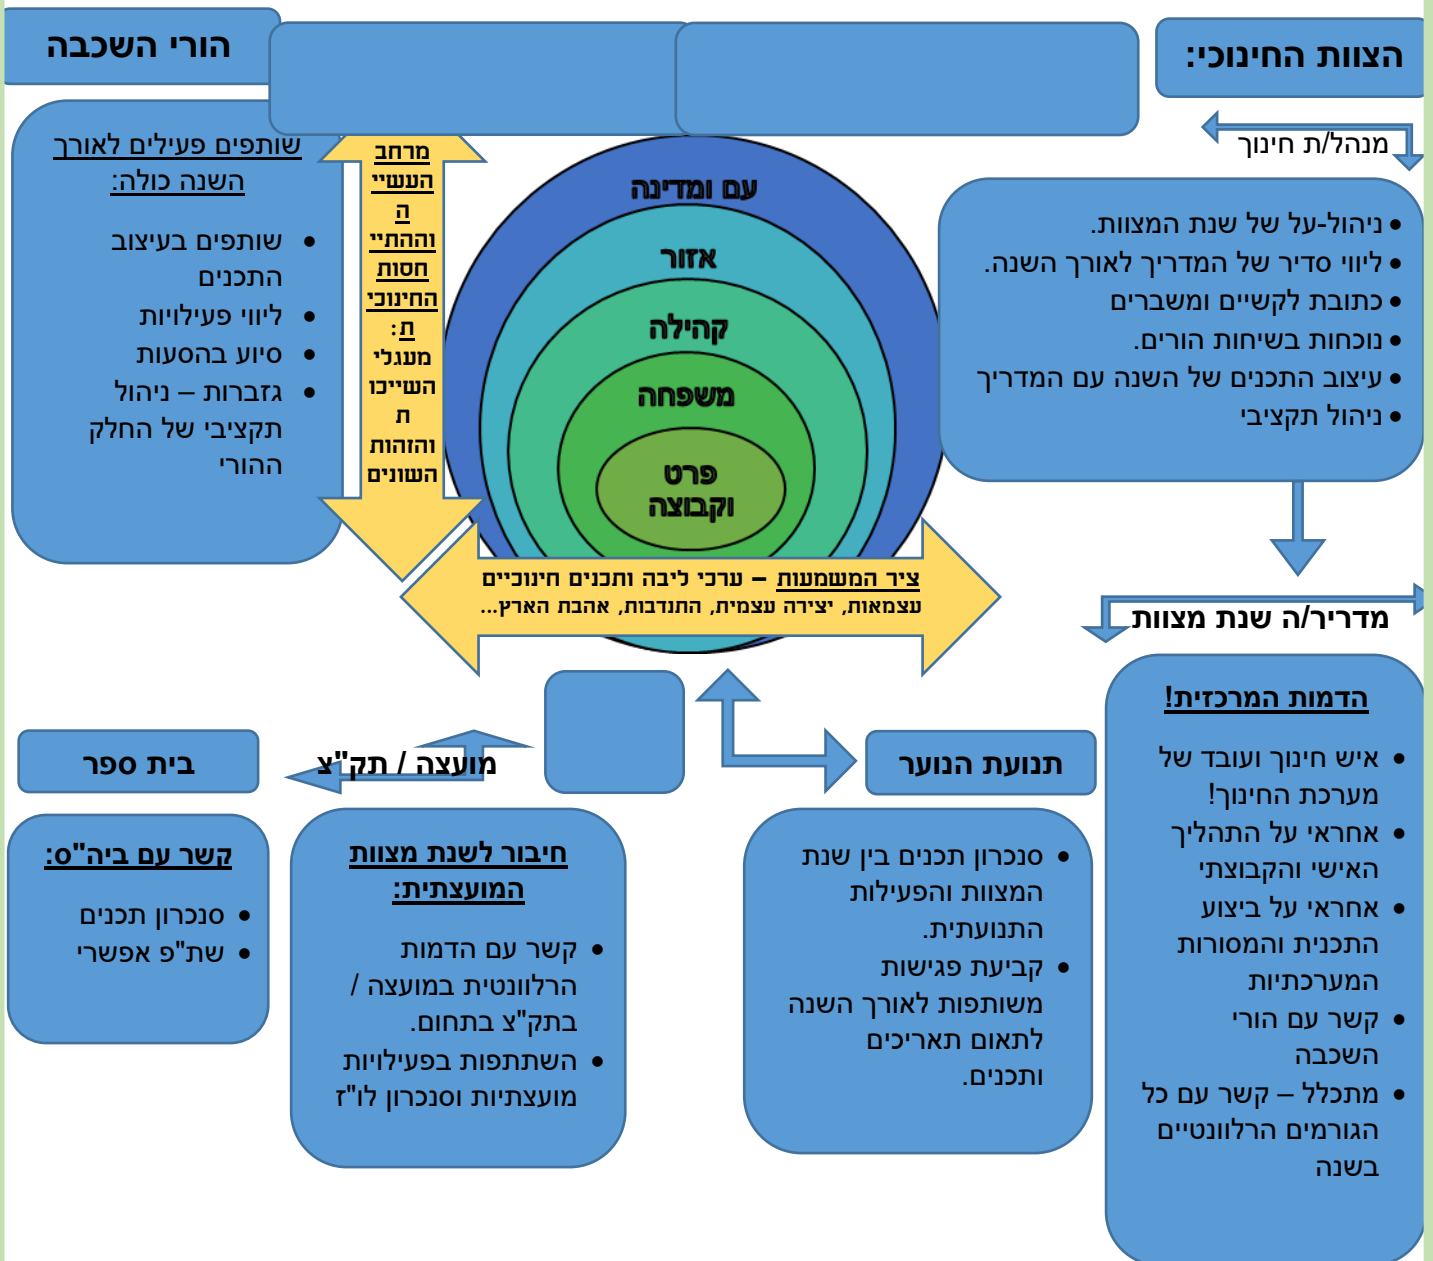 הצוות החינוכי:
מנהל/ת חינוך
• ניהול-על של שנת המצוות.
• ליווי סדיר של המדריך לאורך השנה.
• כתובת לקשיים ומשברים
• נוכחות בשיחות הורים.
• עיצוב התכנים של השנה עם המדריך
• ניהול תקציבי
מדריך/ה שנת מצוות
הדמות המרכזית!
• איש חינוך ועובד של
מערכת החינוך!
• אחראי על התהליך
האישי והקבוצתי
• אחראי על ביצוע
התכנית והמסורות
המערכתיות
• קשר עם הורי
השכבה
• מתכלל – קשר עם כל
הגורמים הרלוונטיים
בשנה
עם ומדינה
אזור
קהילה
משפחה
פרט
וקבוצה
מרחב
העשיי
ה
וההתיי
חסות
החינוכי
ת:
מעגלי
השייכו
ת
והזהות
השונים
ציר המשמעות – ערכי ליבה ותכנים חינוכיים
עצמאות, יצירה עצמית, התנדבות, אהבת הארץ...
הורי השכבה
שותפים פעילים לאורך
השנה כולה:
• שותפים בעיצוב
התכנים
• ליווי פעילויות
• סיוע בהסעות
• גזברות – ניהול
תקציבי של החלק
ההורי
תנועת הנוער
• סנכרון תכנים בין שנת
המצוות והפעילות
התנועתית.
• קביעת פגישות
משותפות לאורך השנה
לתאום תאריכים
ותכנים.
מועצה / תק"צ
חיבור לשנת מצוות
המועצתית:
• קשר עם הדמות
הרלוונטית במועצה /
בתק"צ בתחום.
• השתתפות בפעילויות
מועצתיות וסנכרון לו"ז
בית ספר
קשר עם ביה"ס:
• סנכרון תכנים
• שת"פ אפשרי